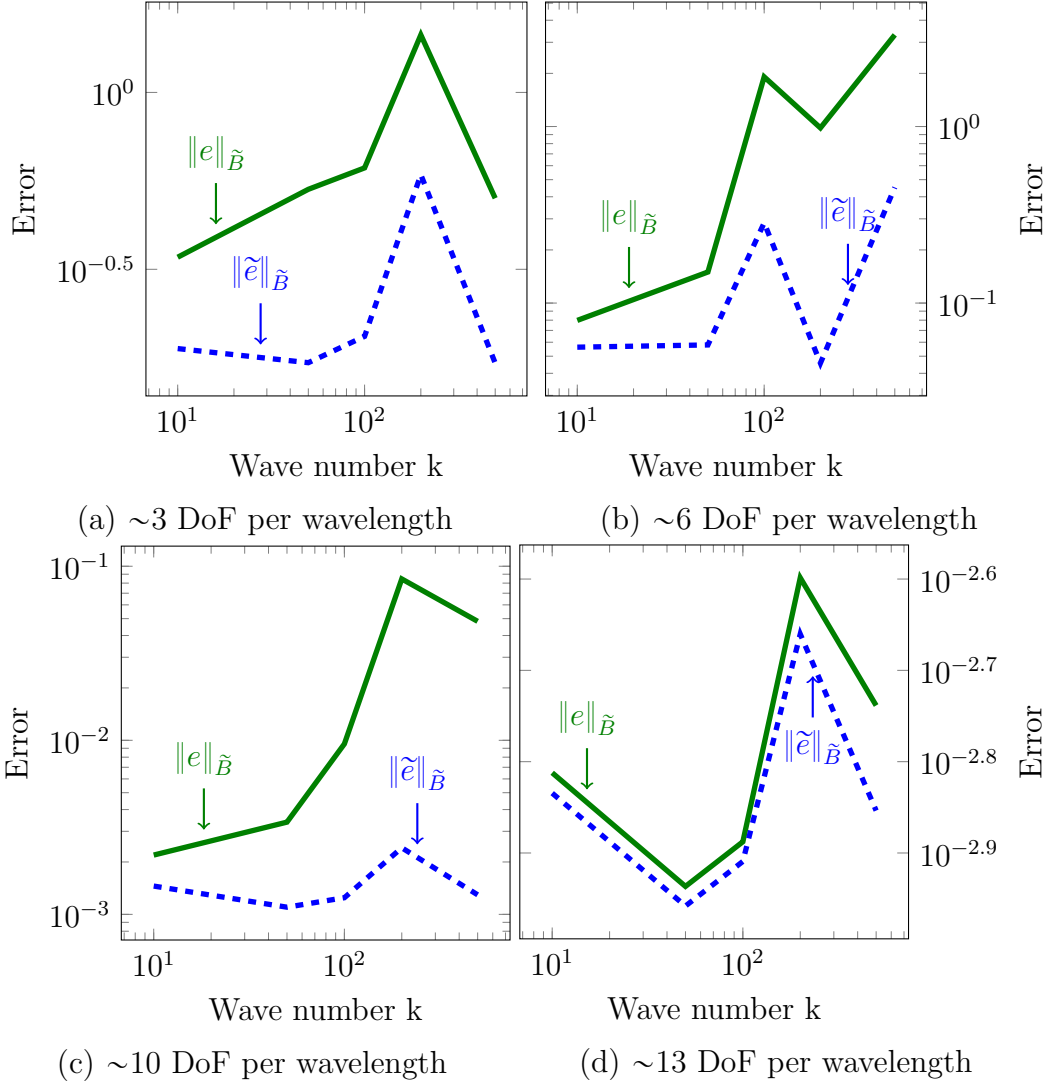 10^0
10^{-0.5}
Error
‖e‖_B̃
‖ẽ‖_B̃
10^1
10^2
Wave number k
(a) ~3 DoF per wavelength
10^0
10^{-1}
Error
‖e‖_B̃
‖ẽ‖_B̃
10^1
10^2
Wave number k
(b) ~6 DoF per wavelength
10^{-1}
10^{-2}
10^{-3}
Error
‖e‖_B̃
‖ẽ‖_B̃
10^1
10^2
Wave number k
(c) ~10 DoF per wavelength
10^{-2.6}
10^{-2.7}
10^{-2.8}
10^{-2.9}
Error
‖e‖_B̃
‖ẽ‖_B̃
10^1
10^2
Wave number k
(d) ~13 DoF per wavelength